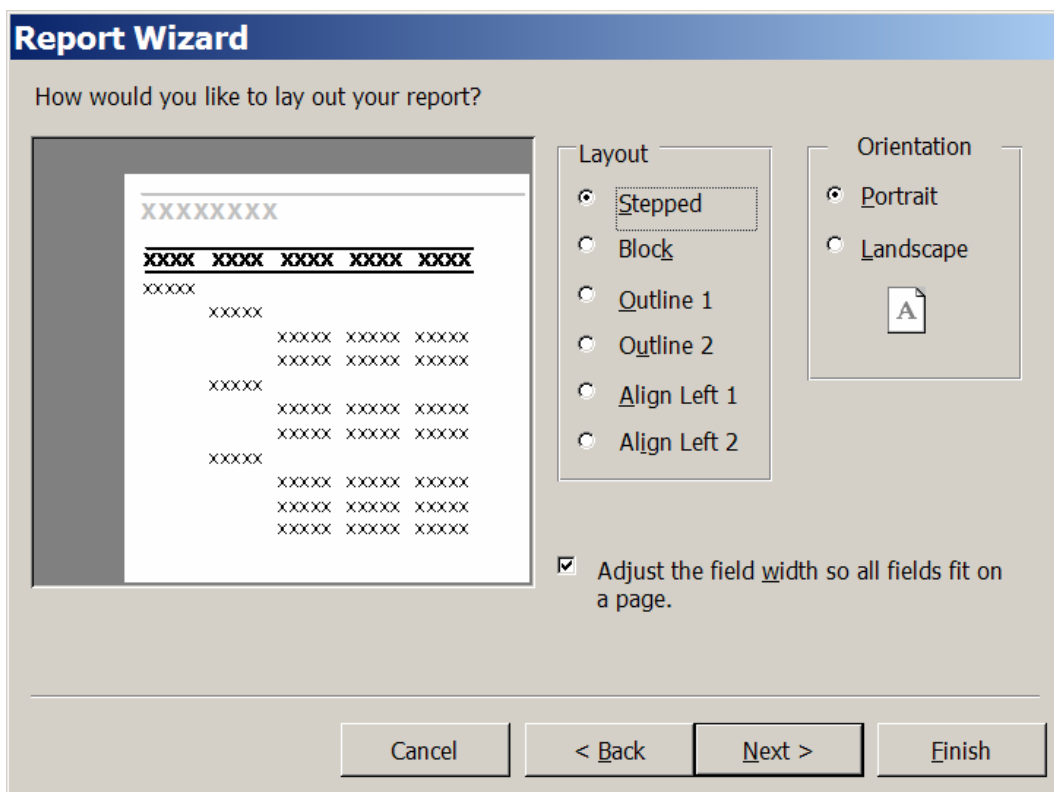 Report Wizard
How would you like to lay out your report?
XXXXXXXX
XXXX XXXX XXXX XXXX XXXX
XXXXX
XXXXX
XXXXX XXXXX XXXXX
XXXXX XXXXX XXXXX
XXXXX
XXXXX XXXXX XXXXX
XXXXX XXXXX XXXXX
XXXXX
XXXXX XXXXX XXXXX
XXXXX XXXXX XXXXX
XXXXX XXXXX XXXXX
Layout
Stepped
Block
Outline 1
Outline 2
Align Left 1
Align Left 2
Orientation
Portrait
Landscape
A
Adjust the field width so all fields fit on
a page.
Cancel
< Back
Next >
Finish